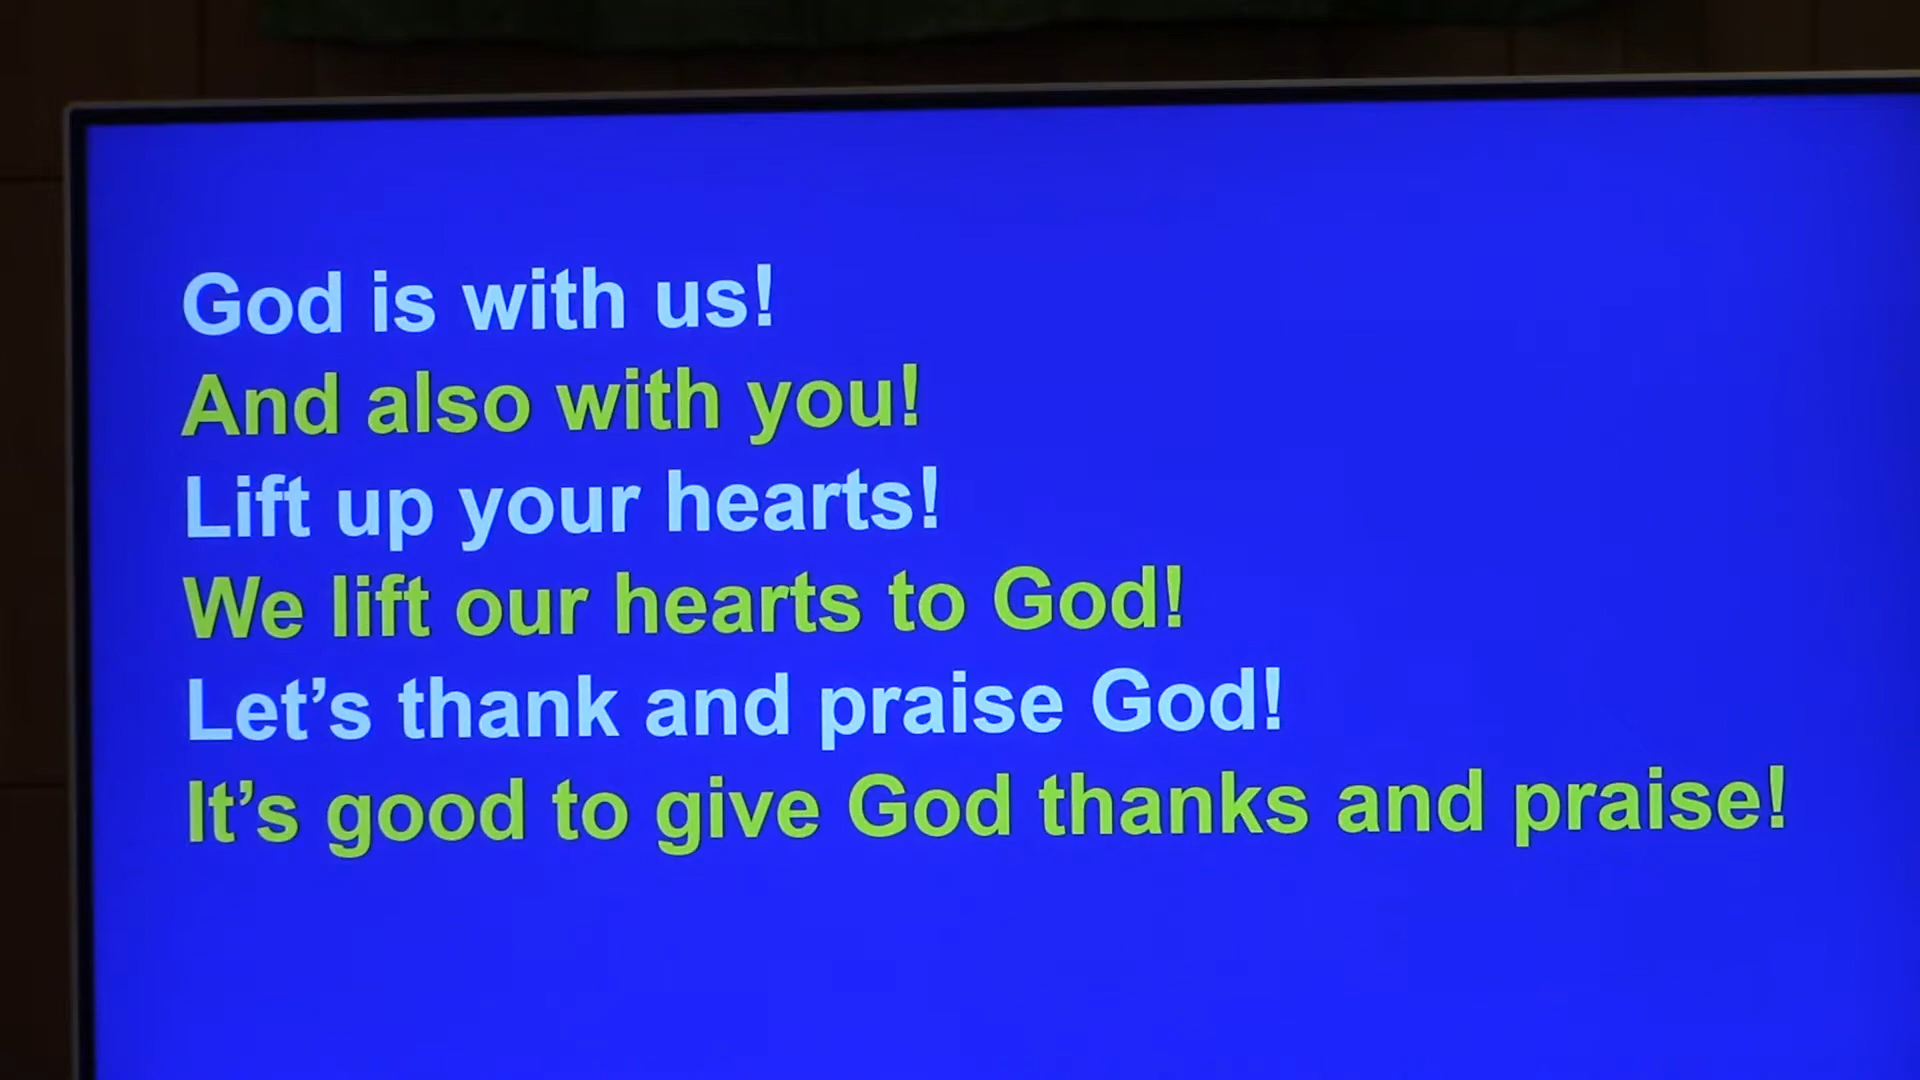 God is with us!
And also with you!
Lift up your hearts!
We lift our hearts to God!
Let’s thank and praise God!
It’s good to give God thanks and praise!